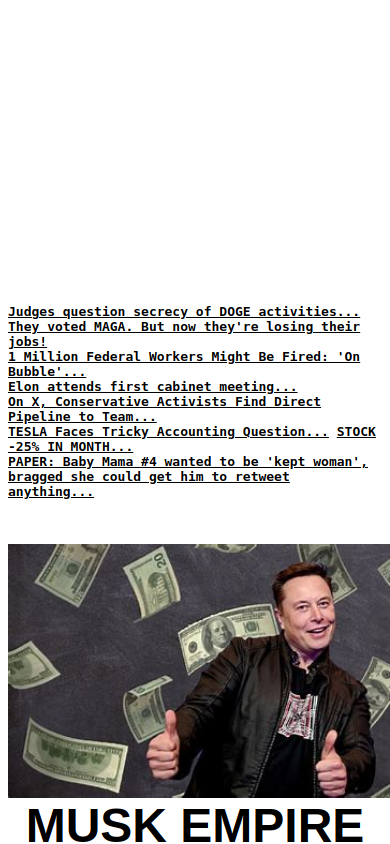 Judges question secrecy of DOGE activities...
They voted MAGA. But now they're losing their
jobs!
1 Million Federal Workers Might Be Fired: 'On
Bubble'...
Elon attends first cabinet meeting...
On X, Conservative Activists Find Direct
Pipeline to Team...
TESLA Faces Tricky Accounting Question... STOCK
-25% IN MONTH...
PAPER: Baby Mama #4 wanted to be 'kept woman',
bragged she could get him to retweet
anything...
MUSK EMPIRE